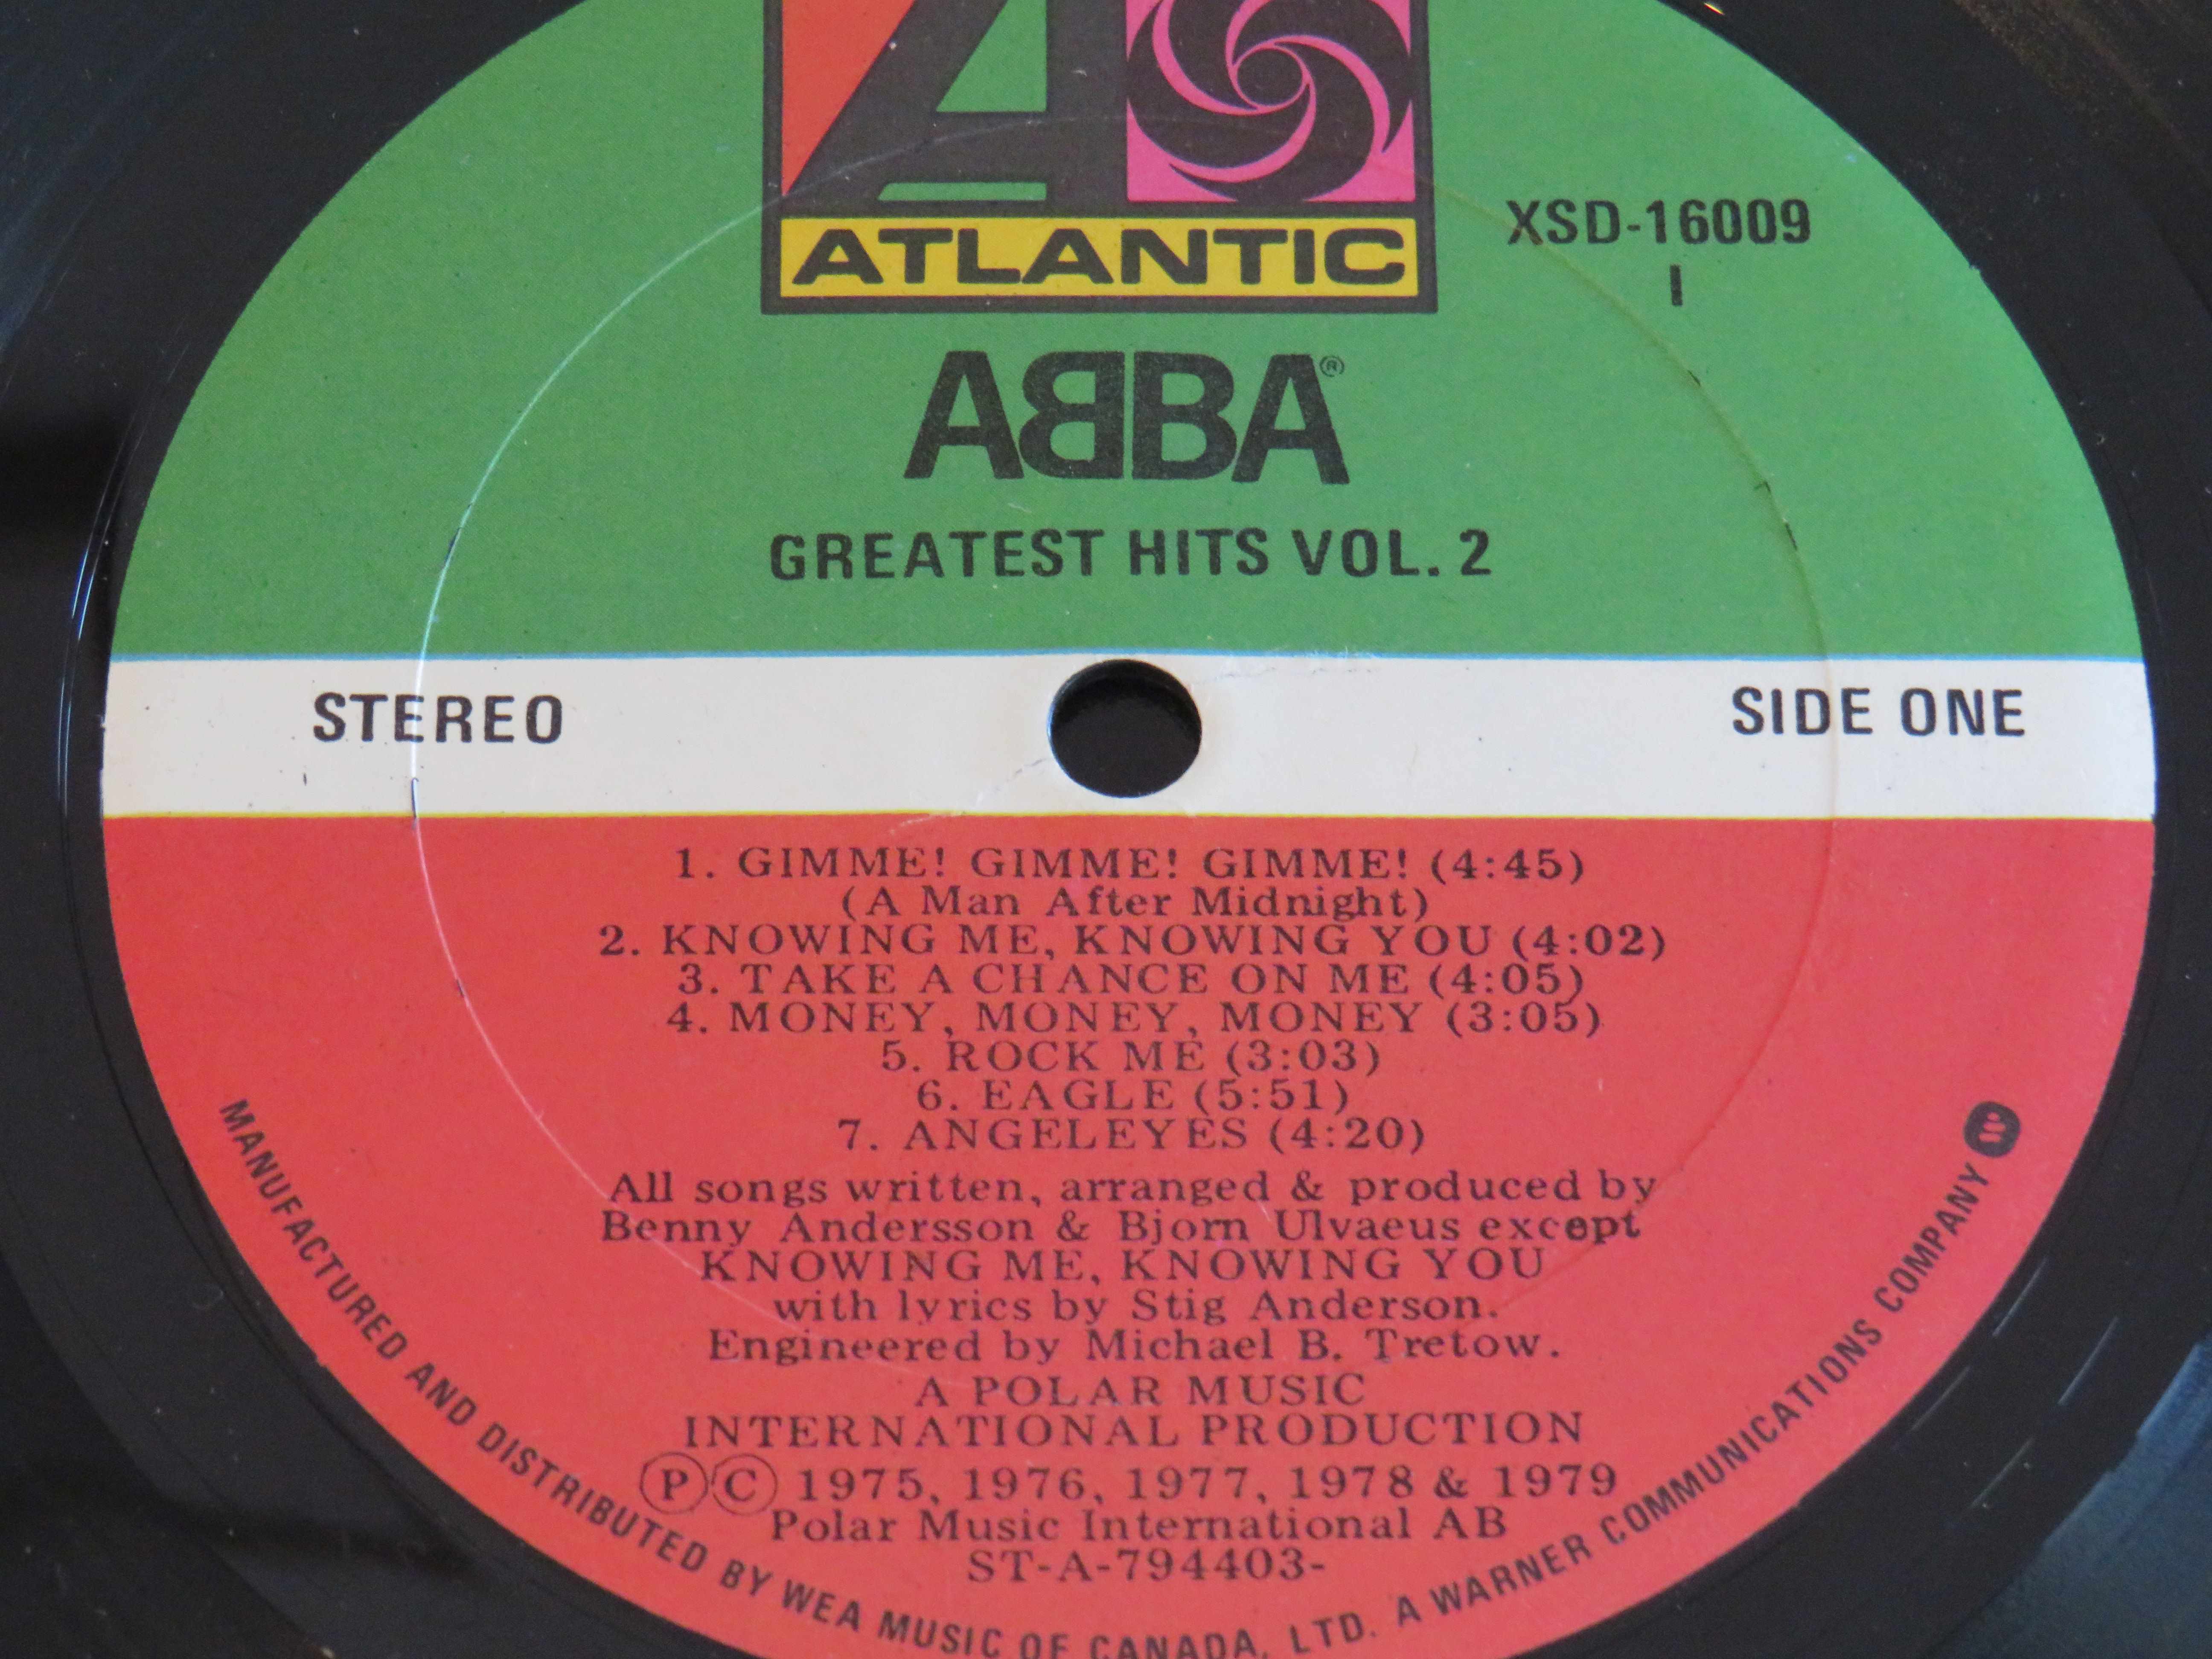 ATLANTIC
XSD-16009
1
ABBA®
GREATEST HITS VOL. 2
STEREO
SIDE ONE
1. GIMME! GIMME! GIMME! (4:45)
(A Man After Midnight)
2. KNOWING ME, KNOWING YOU (4:02)
3. TAKE A CHANCE ON ME (4:05)
4. MONEY, MONEY, MONEY (3:05)
5. ROCK ME (3:03)
6. EAGLE (5:51)
7. ANGELEYES (4:20)
All songs written, arranged & produced by
Benny Andersson & Bjorn Ulvaeus except
KNOWING ME, KNOWING YOU
with lyrics by Stig Anderson.
Engineered by Michael B. Tretow.
A POLAR MUSIC
INTERNATIONAL PRODUCTION
Ⓟ© 1975, 1976, 1977, 1978 & 1979
Polar Music International AB
ST-A-794403-
MANUFACTURED AND DISTRIBUTED BY WEA MUSIC OF CANADA, LTD. A WARNER COMMUNICATIONS COMPANY